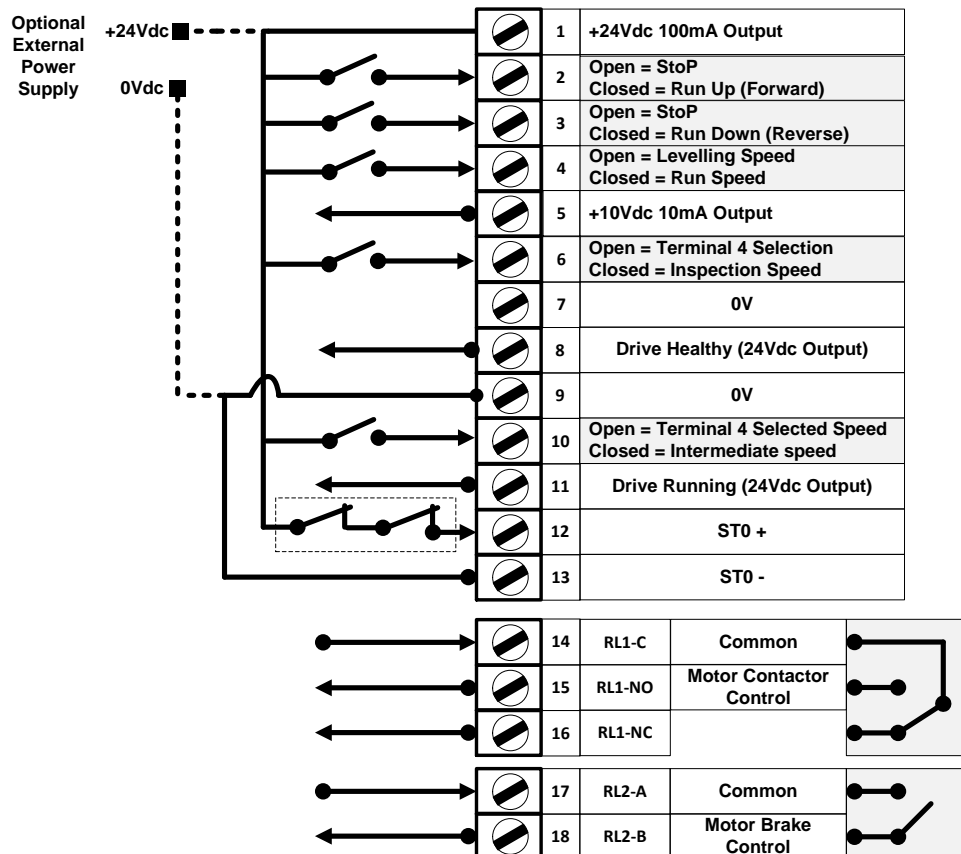 Optional
External
Power
Supply
+24Vdc
0Vdc
1 +24Vdc 100mA Output
2 Open = StoP
Closed = Run Up (Forward)
3 Open = StoP
Closed = Run Down (Reverse)
4 Open = Levelling Speed
Closed = Run Speed
5 +10Vdc 10mA Output
6 Open = Terminal 4 Selection
Closed = Inspection Speed
7 0V
8 Drive Healthy (24Vdc Output)
9 0V
10 Open = Terminal 4 Selected Speed
Closed = Intermediate speed
11 Drive Running (24Vdc Output)
12 ST0 +
13 ST0 -
14 RL1-C Common
15 RL1-NO Motor Contactor
Control
16 RL1-NC
17 RL2-A Common
18 RL2-B Motor Brake
Control